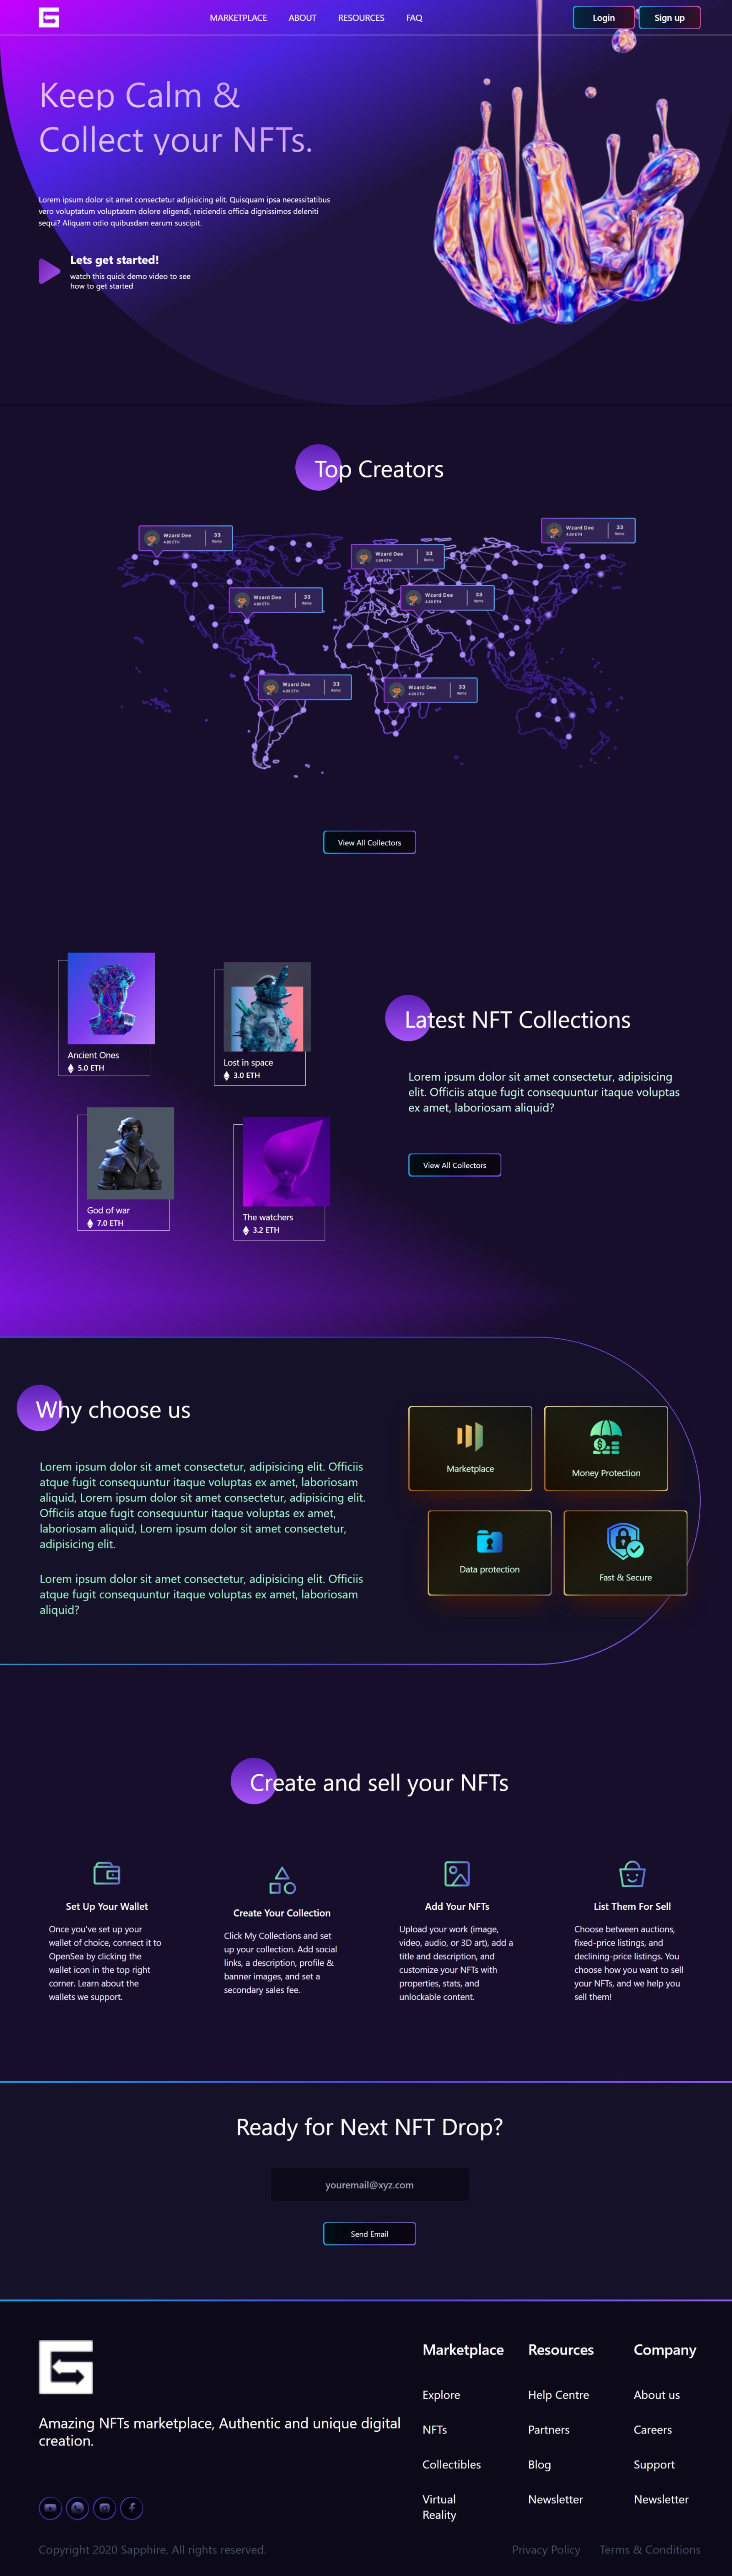 MARKETPLACE ABOUT RESOURCES FAQ Login Sign up
Keep Calm &
Collect your NFTs.
Lorem ipsum dolor sit amet consectetur adipisicing elit. Quisquam ipsa necessitatibus
vero voluptatum voluptatem dolore eligendi, reiciendis officia dignissimos deleniti
sequi? Aliquam odio quibusdam earum suscipit.
Lets get started!
watch this quick demo video to see
how to get started
Top Creators
Wzard Dee 33
4.80 ETH Items
Wzard Dee 33
4.80 ETH Items
Wzard Dee 33
4.80 ETH Items
Wzard Dee 33
4.80 ETH Items
Wzard Dee 33
4.80 ETH Items
Wzard Dee 33
4.80 ETH Items
Wzard Dee 33
4.80 ETH Items
View All Collectors
Ancient Ones
5.0 ETH
Lost in space
3.0 ETH
God of war
7.0 ETH
The watchers
3.2 ETH
Latest NFT Collections
Lorem ipsum dolor sit amet consectetur, adipisicing
elit. Officiis atque fugit consequuntur itaque voluptas
ex amet, laboriosam aliquid?
View All Collectors
Why choose us
Lorem ipsum dolor sit amet consectetur, adipisicing elit. Officiis
atque fugit consequuntur itaque voluptas ex amet, laboriosam
aliquid, Lorem ipsum dolor sit amet consectetur, adipisicing elit.
Officiis atque fugit consequuntur itaque voluptas ex amet,
laboriosam aliquid, Lorem ipsum dolor sit amet consectetur,
adipisicing elit.
Lorem ipsum dolor sit amet consectetur, adipisicing elit. Officiis
atque fugit consequuntur itaque voluptas ex amet, laboriosam
aliquid?
Marketplace
Money Protection
Data protection
Fast & Secure
Create and sell your NFTs
Set Up Your Wallet
Once you've set up your
wallet of choice, connect it to
OpenSea by clicking the
wallet icon in the top right
corner. Learn about the
wallets we support.
Create Your Collection
Click My Collections and set
up your collection. Add social
links, a description, profile &
banner images, and set a
secondary sales fee.
Add Your NFTs
Upload your work (image,
video, audio, or 3D art), add a
title and description, and
customize your NFTs with
properties, stats, and
unlockable content.
List Them For Sell
Choose between auctions,
fixed-price listings, and
declining-price listings. You
choose how you want to sell
your NFTs, and we help you
sell them!
Ready for Next NFT Drop?
youremail@xyz.com
Send Email
Amazing NFTs marketplace, Authentic and unique digital
creation.
Marketplace
Explore
NFTs
Collectibles
Virtual
Reality
Resources
Help Centre
Partners
Blog
Newsletter
Company
About us
Careers
Support
Newsletter
Copyright 2020 Sapphire, All rights reserved.
Privacy Policy Terms & Conditions